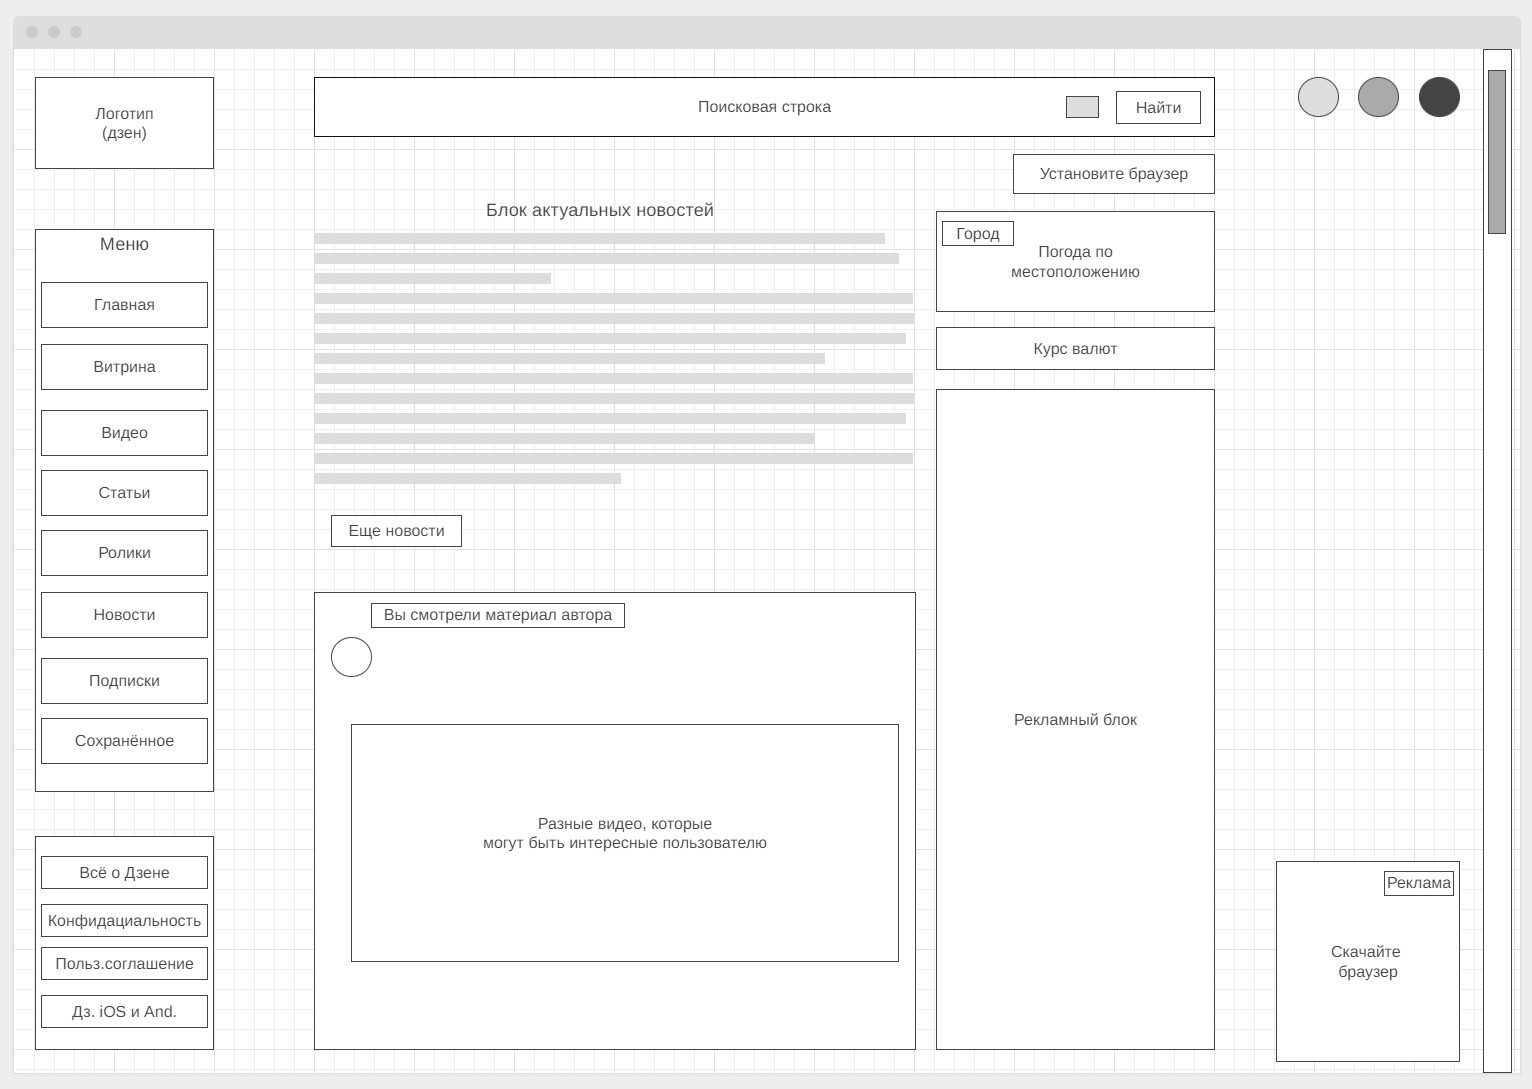 Логотип
(дзен)
Поисковая строка
Найти
Установите браузер
Меню
Главная
Витрина
Видео
Статьи
Ролики
Новости
Подписки
Сохранённое
Всё о Дзене
Конфидациальность
Польз.соглашение
Дз. iOS и And.
Блок актуальных новостей
Еще новости
Вы смотрели материал автора
Разные видео, которые
могут быть интересные пользователю
Город
Погода по
местоположению
Курс валют
Рекламный блок
Реклама
Скачайте
браузер